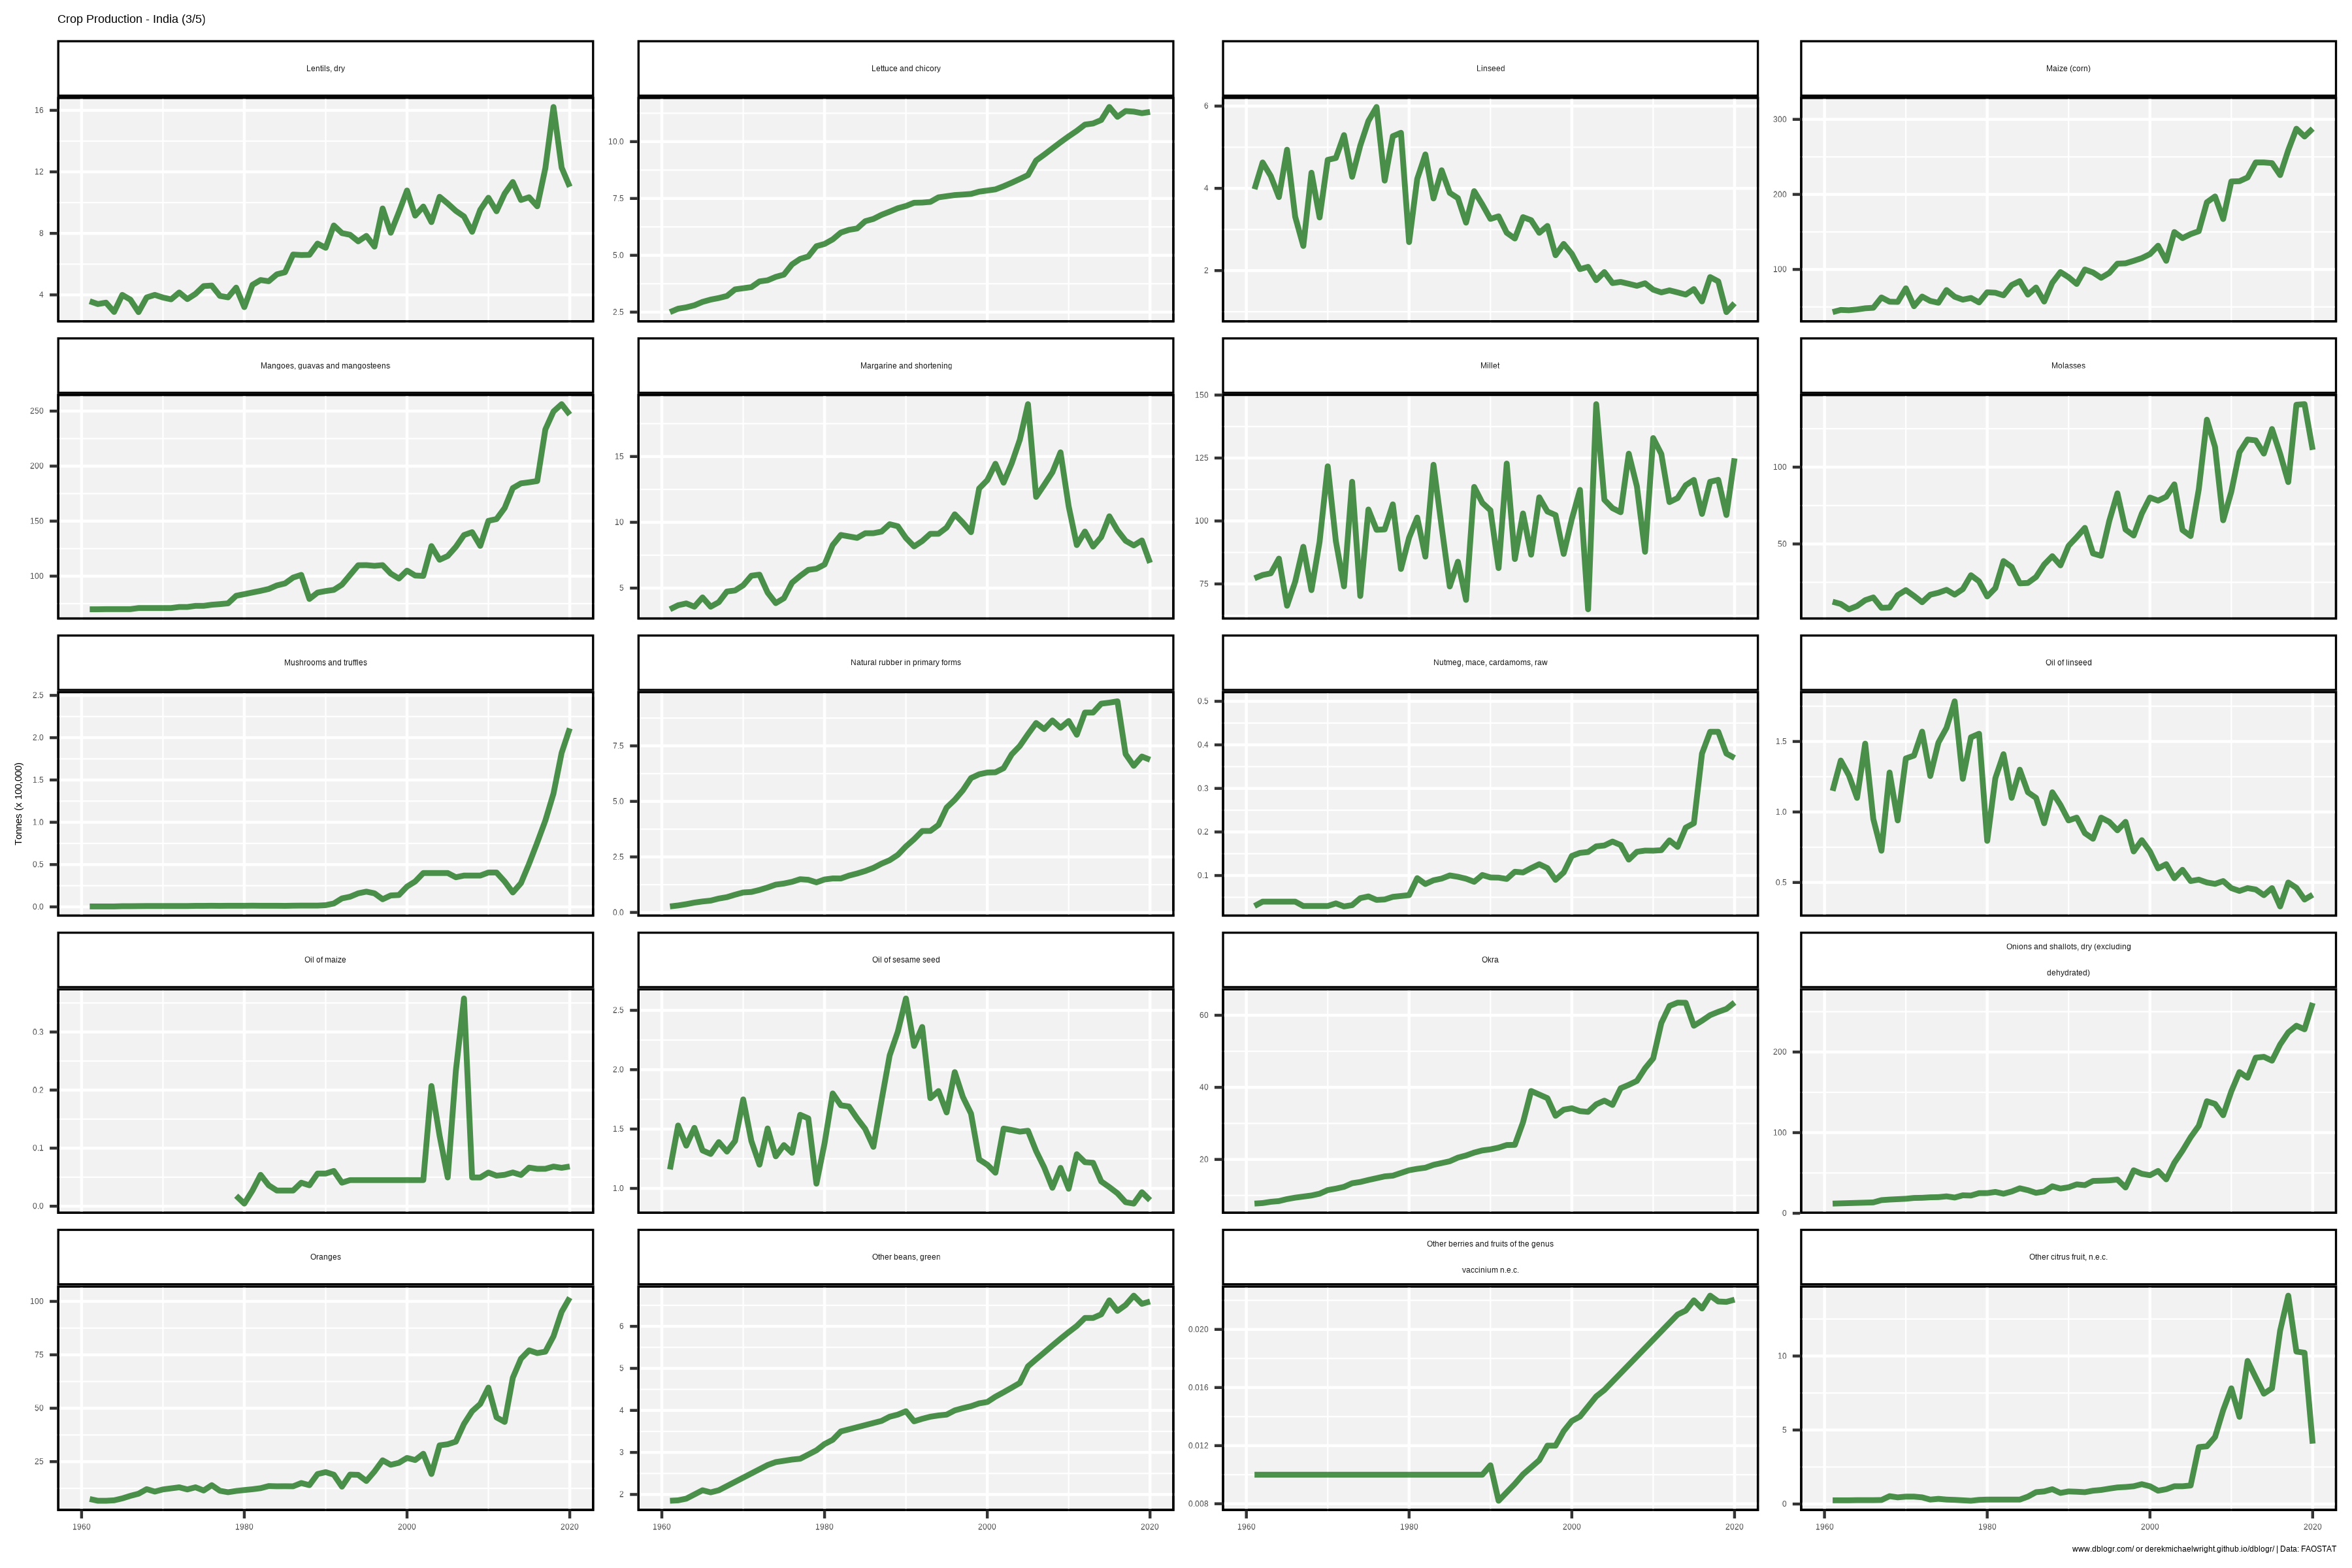 Crop Production - India (3/5)
Lentils, dry
Lettuce and chicory
Linseed
Maize (corn)
16
12
8
4
10.0
7.5
5.0
2.5
6
4
2
300
200
100
Mangoes, guavas and mangosteens
Margarine and shortening
Millet
Molasses
250
200
150
100
15
10
5
150
125
100
75
100
50
Mushrooms and truffles
Natural rubber in primary forms
Nutmeg, mace, cardamoms, raw
Oil of linseed
2.5
2.0
1.5
1.0
0.5
0.0
7.5
5.0
2.5
0.0
0.5
0.4
0.3
0.2
0.1
1.5
1.0
0.5
Tonnes (x 100,000)
Oil of maize
Oil of sesame seed
Okra
Onions and shallots, dry (excluding
dehydrated)
0.3
0.2
0.1
0.0
2.5
2.0
1.5
1.0
60
40
20
200
100
0
Oranges
Other beans, green
Other berries and fruits of the genus
vaccinium n.e.c.
Other citrus fruit, n.e.c.
100
75
50
25
6
5
4
3
2
0.020
0.016
0.012
0.008
10
5
0
1960 1980 2000 2020
1960 1980 2000 2020
1960 1980 2000 2020
1960 1980 2000 2020
www.dblogr.com/ or derekmichaelwright.github.io/dblogr/ | Data: FAOSTAT